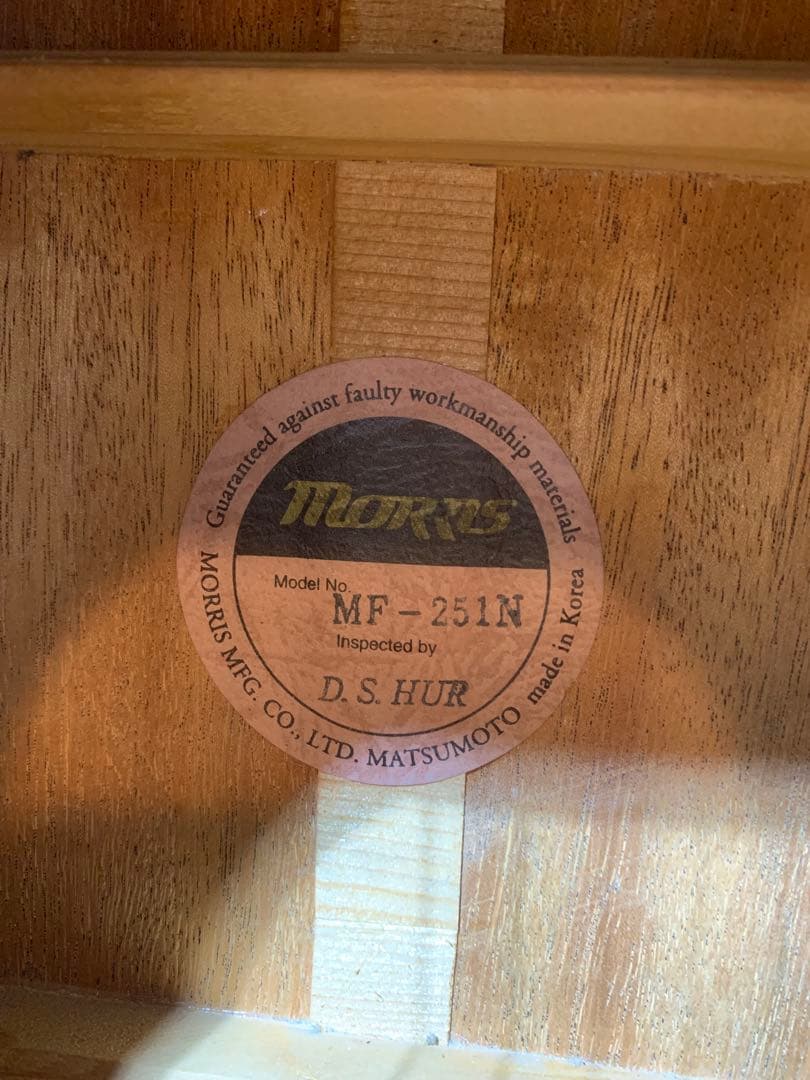 Guaranteed against faulty workmanship materials
MORRIS
Model No.
MF-251N
Inspected by
D. S. HUR
MORRIS MFG. CO., LTD. MATSUMOTO made in Korea